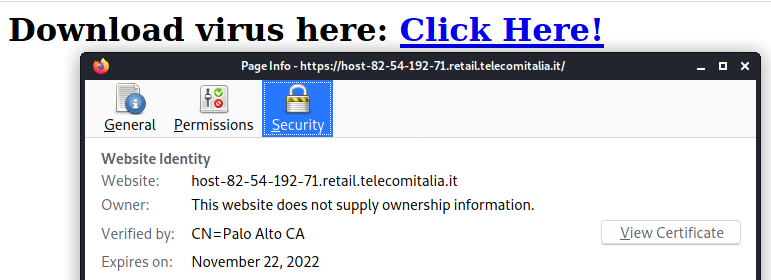 Download virus here: Click Here!
Page Info - https://host-82-54-192-71.retail.telecomitalia.it/
General Permissions Security
Website Identity
Website: host-82-54-192-71.retail.telecomitalia.it
Owner: This website does not supply ownership information.
Verified by: CN=Palo Alto CA View Certificate
Expires on: November 22, 2022